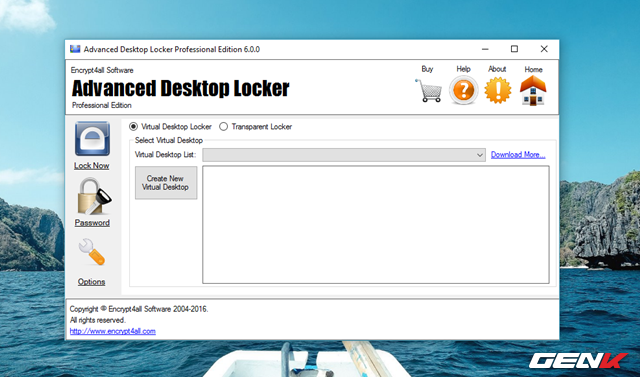 Advanced Desktop Locker Professional Edition 6.0.0
Encrypt4all Software
Advanced Desktop Locker
Professional Edition
Buy
Help
About
Home
Lock Now
Password
Options
Virtual Desktop Locker
Transparent Locker
Select Virtual Desktop
Virtual Desktop List:
Download More...
Create New
Virtual Desktop
Copyright © Encrypt4all Software 2004-2016.
All rights reserved.
http://www.encrypt4all.com
GENK